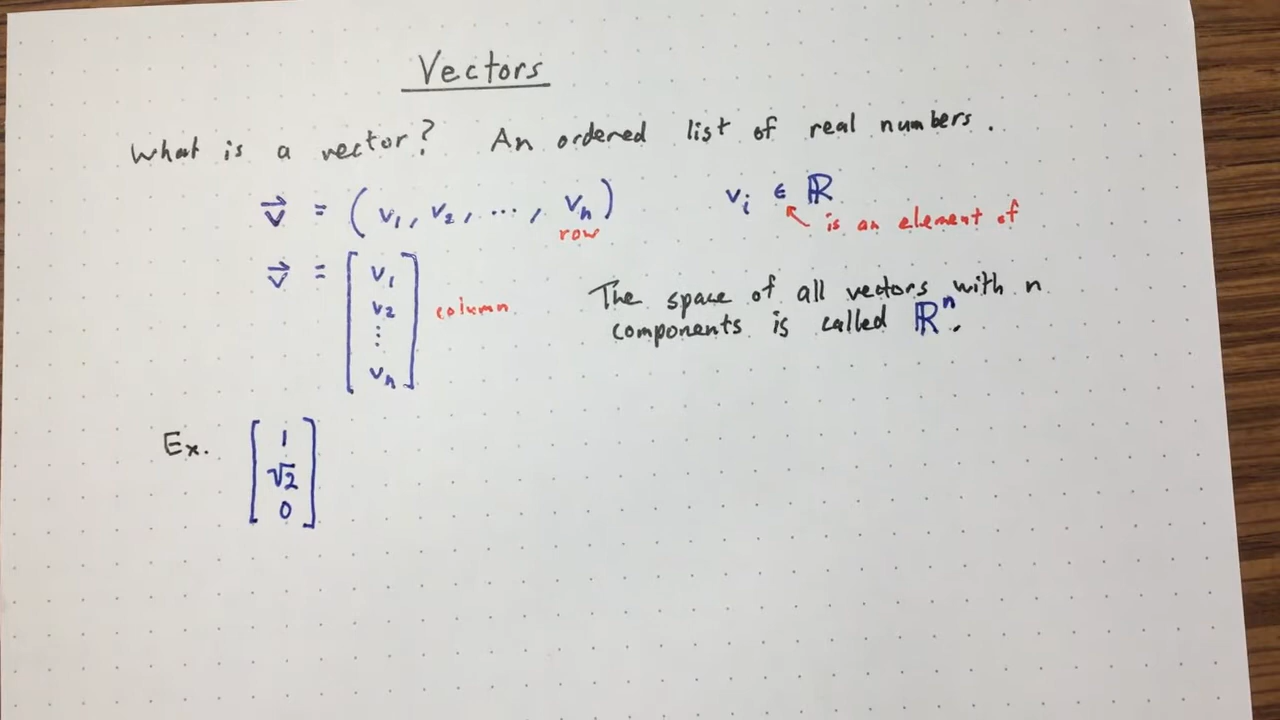 Vectors
What is a vector? An ordered list of real numbers.
v⃗ = (v₁, v₂, ..., vₙ) vᵢ ∈ ℝ
row is an element of
v⃗ = [v₁
v₂ column
⋮
vₙ]
The space of all vectors with n
components is called ℝⁿ.
Ex. [1
√2
0]